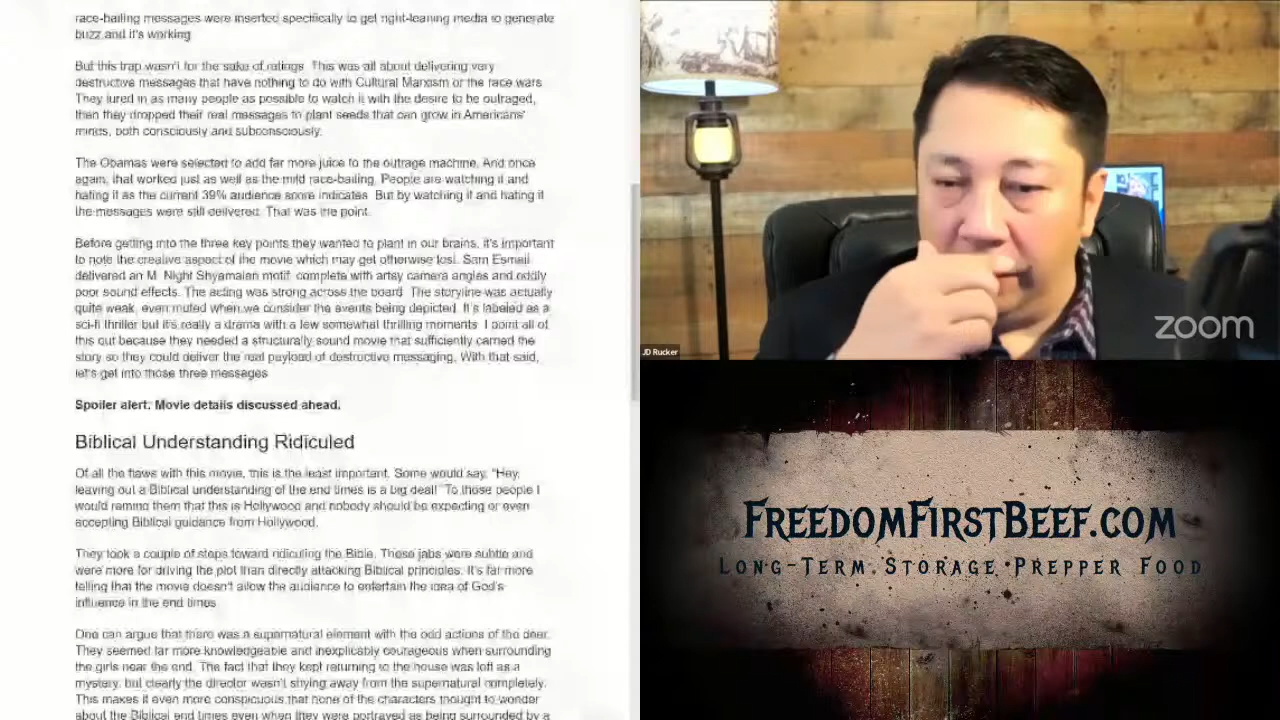 race-baiting messages were inserted specifically to get right-leaning media to generate
buzz and it's working.
But this trap wasn't for the sake of ratings. This was all about delivering very
destructive messages that have nothing to do with Cultural Marxism or the race wars.
They lured in as many people as possible to watch it with the desire to be outraged,
then they dropped their real messages to plant seeds that can grow in Americans'
minds, both consciously and subconsciously.
The Obamas were selected to add far more juice to the outrage machine. And once
again, that worked just as well as the mild race-baiting. People are watching it and
hating it as the current 39% audience score indicates. But by watching it and hating it
the messages were still delivered. That was the point.
Before getting into the three key points they wanted to plant in our brains, it's important
to note the creative aspect of the movie which may get otherwise lost. Sam Esmail
delivered an M. Night Shyamalan motif, complete with artsy camera angles and oddly
poor sound effects. The acting was strong across the board. The storyline was actually
quite weak, even muted when we consider the events being depicted. It's labeled as a
sci-fi thriller but it's really a drama with a few somewhat thrilling moments. I point all of
this out because they needed a structurally sound movie that sufficiently carried the
story so they could deliver the real payload of destructive messaging. With that said,
let's get into those three messages.
Spoiler alert. Movie details discussed ahead.
Biblical Understanding Ridiculed
Of all the flaws with this movie, this is the least important. Some would say, "Hey,
leaving out a Biblical understanding of the end times is a big deal!" To those people I
would remind them that this is Hollywood and nobody should be expecting or even
accepting Biblical guidance from Hollywood.
They took a couple of steps toward ridiculing the Bible. These jabs were subtle and
were more for driving the plot than directly attacking Biblical principles. It's far more
telling that the movie doesn't allow the audience to entertain the idea of God's
influence in the end times.
One can argue that there was a supernatural element with the odd actions of the deer.
They seemed far more knowledgeable and inexplicably courageous when surrounding
the girls near the end. The fact that they kept returning to the house was left as a
mystery, but clearly the director wasn't shying away from the supernatural completely.
This makes it even more conspicuous that none of the characters thought to wonder
about the Biblical end times even when they were portrayed as being surrounded by a
JD Rucker
zoom
FREEDOMFIRSTBEEF.COM
LONG-TERM STORAGE PREPPER FOOD